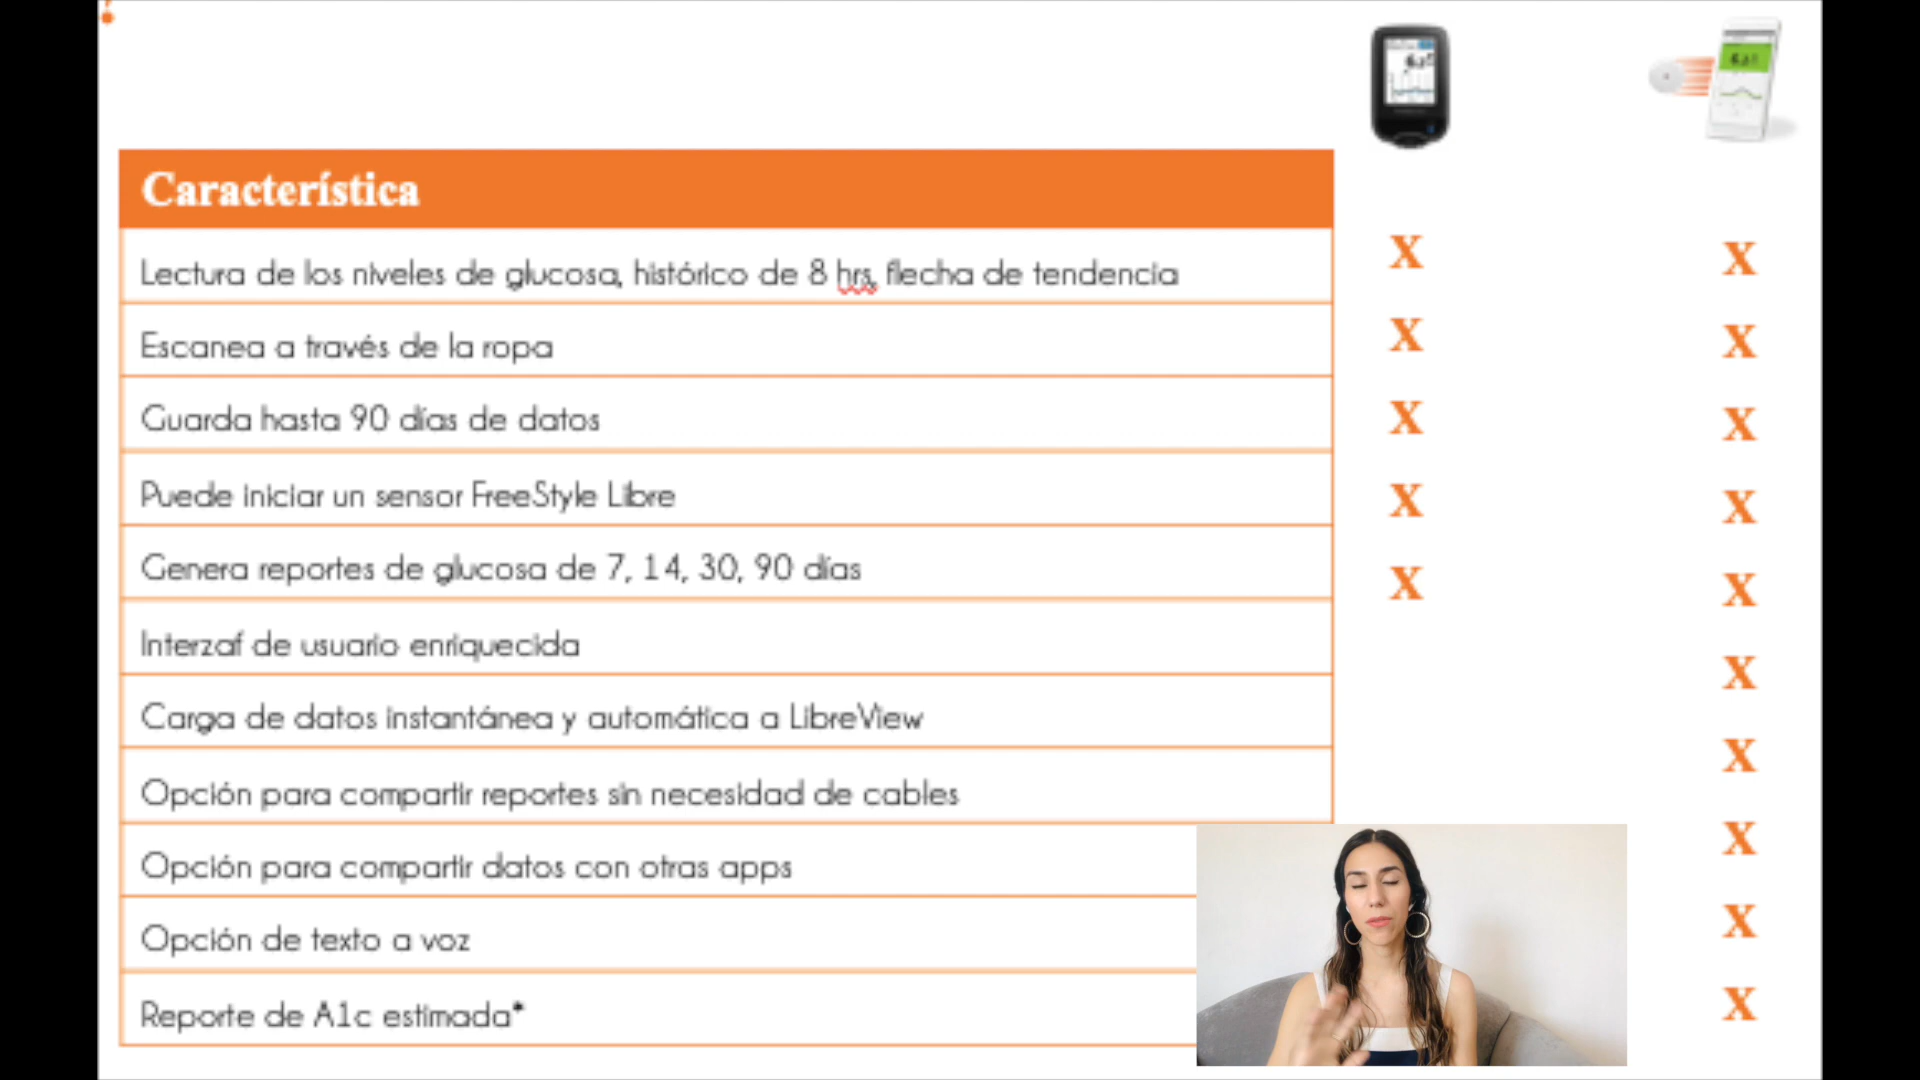 Característica
Lectura de los niveles de glucosa, histórico de 8 hrs, flecha de tendencia X X
Escanea a través de la ropa X X
Guarda hasta 90 días de datos X X
Puede iniciar un sensor FreeStyle Libre X X
Genera reportes de glucosa de 7, 14, 30, 90 días X X
Interzaf de usuario enriquecida X
Carga de datos instantánea y automática a LibreView X
Opción para compartir reportes sin necesidad de cables X
Opción para compartir datos con otras apps X
Opción de texto a voz X
Reporte de A1c estimada*